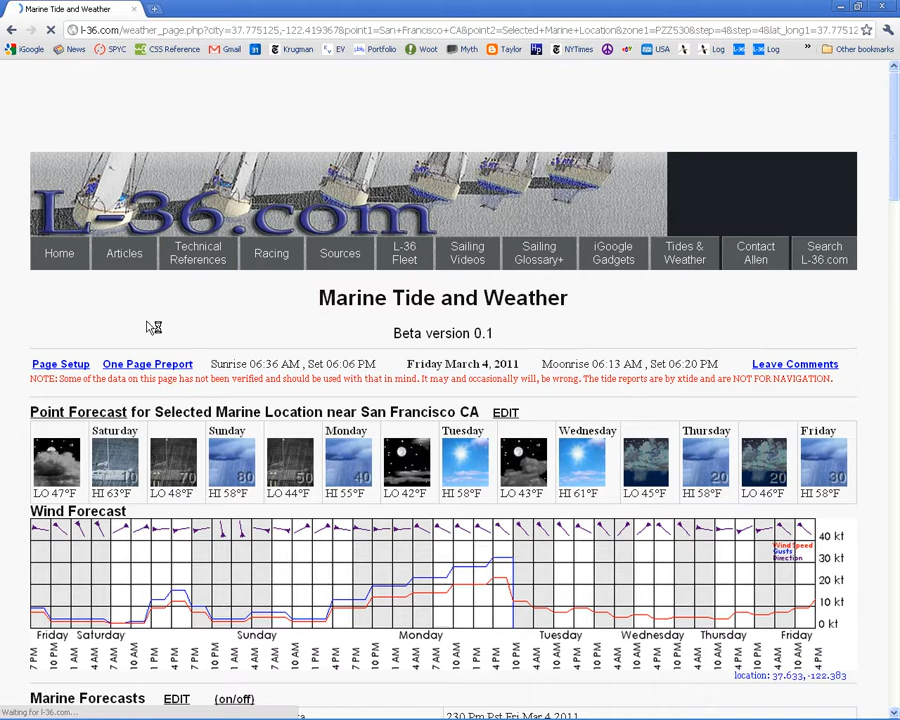 Marine Tide and Weather
l-36.com/weather_page.php?city=37.775125,-122.419367&point1=San+Francisco+CA&point2=Selected+Marine+Location&zone1=PZZ530&step=4&step=4&lat_long1=37.77512
iGoogle News SPYC CSS Reference Gmail 31 Krugman EV Portfolio Woot Myth Taylor NYTimes USA Log Log » Other bookmarks
L-36.com
Home Articles Technical References Racing Sources L-36 Fleet Sailing Videos Sailing Glossary+ iGoogle Gadgets Tides & Weather Contact Allen Search L-36.com
Marine Tide and Weather
Beta version 0.1
Page Setup One Page Preport Sunrise 06:36 AM , Set 06:06 PM Friday March 4, 2011 Moonrise 06:13 AM , Set 06:20 PM Leave Comments
NOTE: Some of the data on this page has not been verified and should be used with that in mind. It may and occasionally will, be wrong. The tide reports are by xtide and are NOT FOR NAVIGATION.
Point Forecast for Selected Marine Location near San Francisco CA EDIT
Saturday Sunday Monday Tuesday Wednesday Thursday Friday
10 70 80 50 40 20 20 30
LO 47°F HI 63°F LO 48°F HI 58°F LO 44°F HI 55°F LO 42°F HI 58°F LO 43°F HI 61°F LO 45°F HI 58°F LO 46°F HI 58°F
Wind Forecast
40 kt
Wind Speed
Gusts
Direction
30 kt
20 kt
10 kt
0 kt
Friday Saturday Sunday Monday Tuesday Wednesday Thursday Friday
7 PM 10 PM 1 AM 4 AM 7 AM 10 AM 1 PM 4 PM 7 PM 10 PM 1 AM 4 AM 7 AM 10 AM 1 PM 4 PM 7 PM 10 PM 1 AM 4 AM 7 AM 10 AM 1 PM 4 PM 10 PM 4 AM 10 AM 4 PM 10 PM 4 AM 10 AM 4 PM 10 PM 4 AM 10 AM 4 PM 10 PM 4 AM 10 AM 4 PM
location: 37.633,-122.383
Marine Forecasts EDIT (on/off)
Waiting for l-36.com...
230 Pm Pst Fri Mar 4 2011